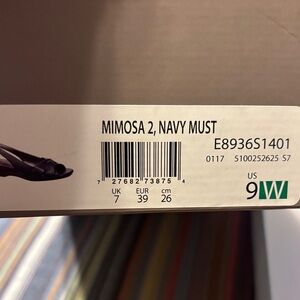 MIMOSA 2, NAVY MUST
E8936S1401
0117 5100252625 S7
7 27682 73875 4
UK EUR cm
7 39 26
US
9 W